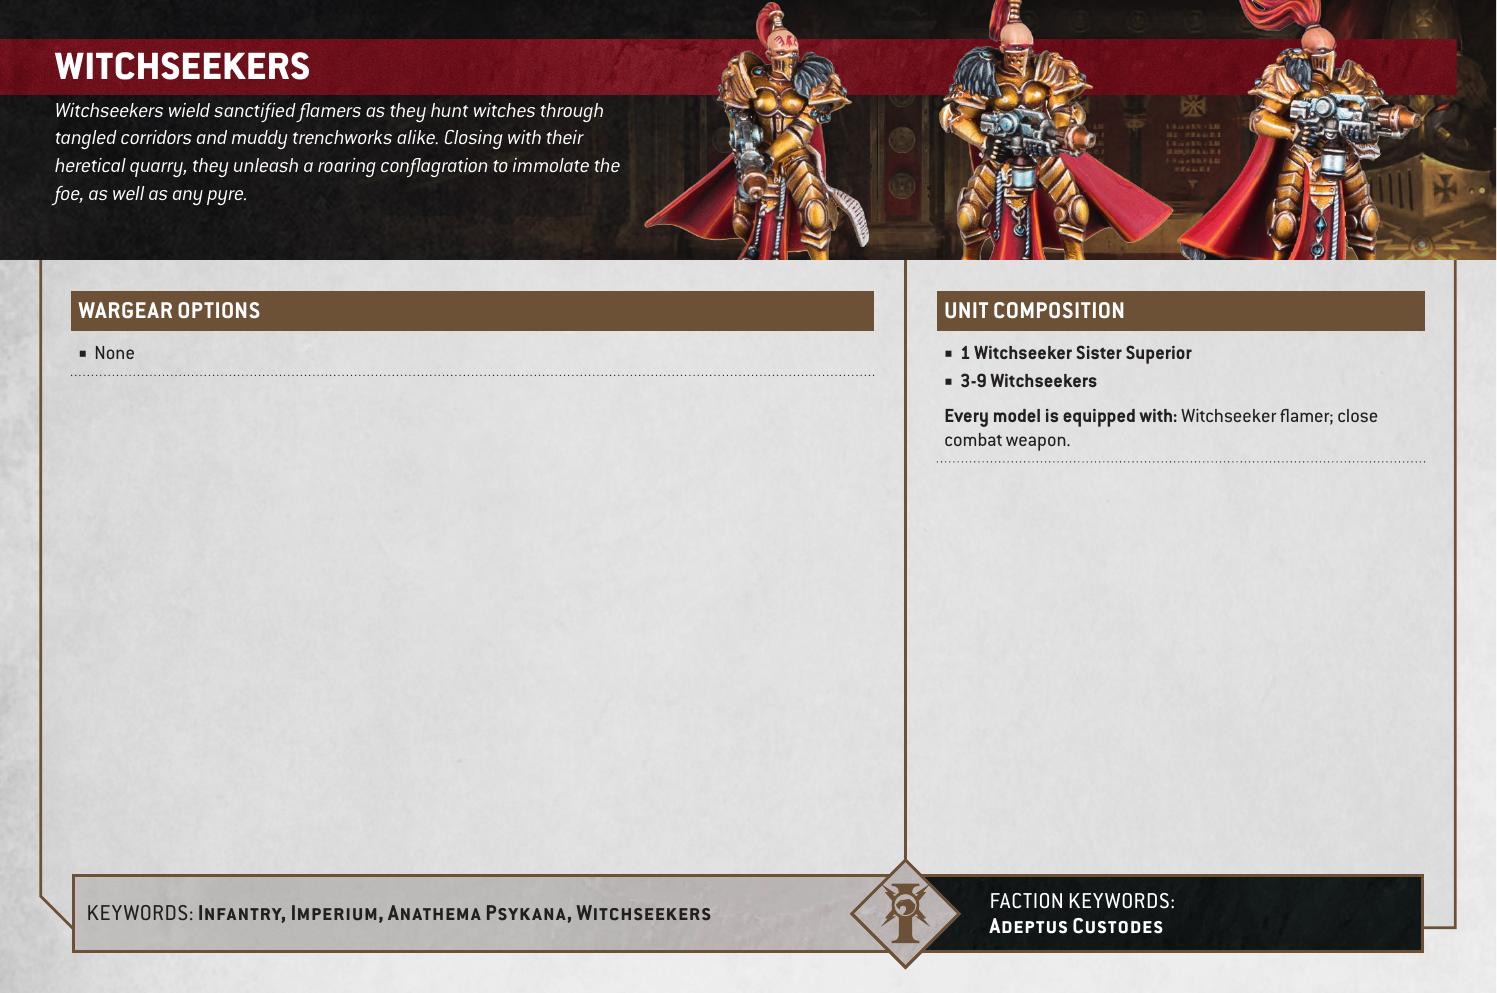 WITCHSEEKERS
Witchseekers wield sanctified flamers as they hunt witches through
tangled corridors and muddy trenchworks alike. Closing with their
heretical quarry, they unleash a roaring conflagration to immolate the
foe, as well as any pyre.
WARGEAR OPTIONS
▪ None
UNIT COMPOSITION
▪ 1 Witchseeker Sister Superior
▪ 3-9 Witchseekers
Every model is equipped with: Witchseeker flamer; close
combat weapon.
KEYWORDS: INFANTRY, IMPERIUM, ANATHEMA PSYKANA, WITCHSEEKERS
FACTION KEYWORDS:
ADEPTUS CUSTODES